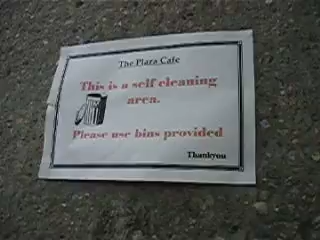 The Plaza Cafe
This is a self cleaning
area.
Please use bins provided
Thankyou